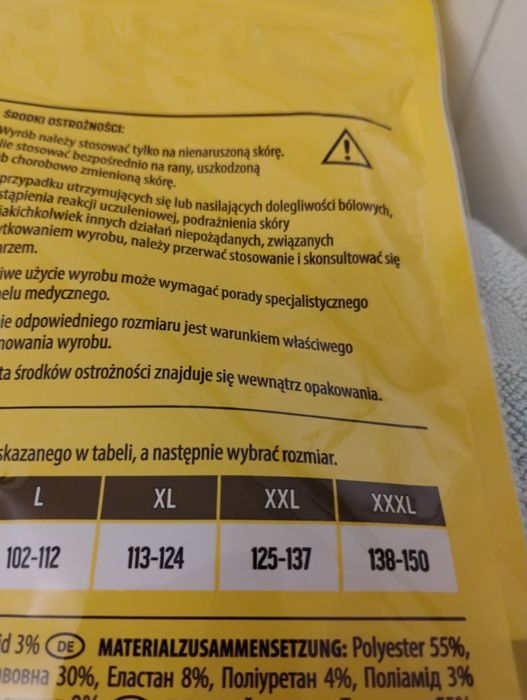 ŚRODKI OSTROŻNOŚCI:
Wyrób należy stosować tylko na nienaruszoną skórę.
Nie stosować bezpośrednio na rany, uszkodzoną
chorobowo zmienioną skórę.
przypadku utrzymujących się lub nasilających dolegliwości bólowych,
stąpienia reakcji uczuleniowej, podrażnienia skóry
jakichkolwiek innych działań niepożądanych, związanych
ytkowaniem wyrobu, należy przerwać stosowanie i skonsultować się
arzem.
iwe użycie wyrobu może wymagać porady specjalistycznego
nelu medycznego.
ie odpowiedniego rozmiaru jest warunkiem właściwego
nowania wyrobu.
ta środków ostrożności znajduje się wewnątrz opakowania.
skazanego w tabeli, a następnie wybrać rozmiar.
L XL XXL XXXL
102-112 113-124 125-137 138-150
id 3% DE MATERIALZUSAMMENSETZUNG: Polyester 55%,
вовна 30%, Еластан 8%, Поліуретан 4%, Поліамід 3%